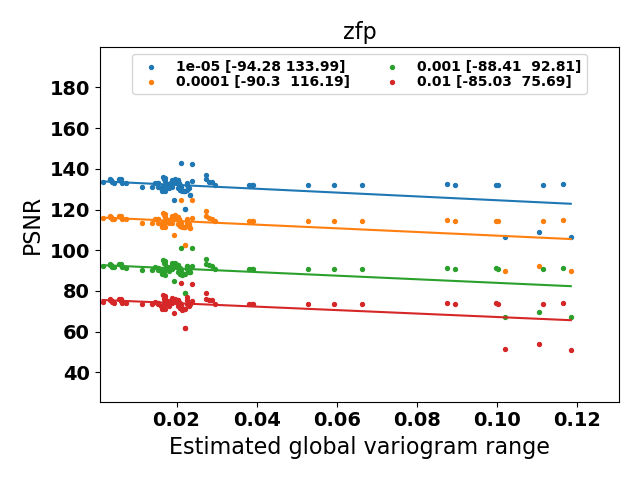 zfp
1e-05 [-94.28 133.99]
0.0001 [-90.3  116.19]
0.001 [-88.41  92.81]
0.01 [-85.03  75.69]
PSNR
180
160
140
120
100
80
60
40
0.02 0.04 0.06 0.08 0.10 0.12
Estimated global variogram range